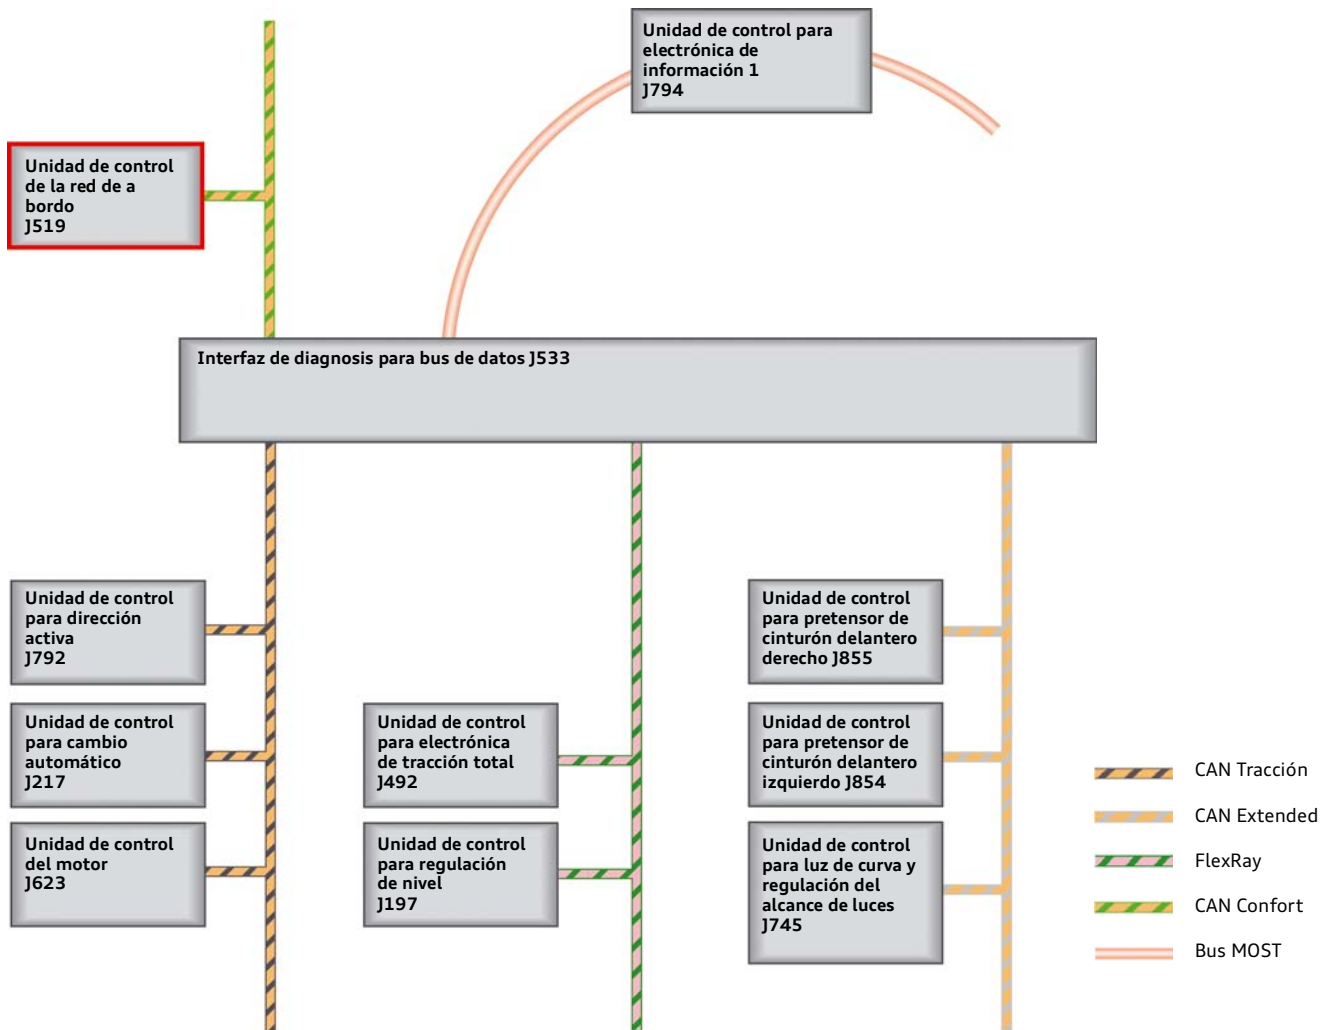 Unidad de control para
electrónica de
información 1
J794
Unidad de control
de la red de a
bordo
J519
Interfaz de diagnosis para bus de datos J533
Unidad de control
para dirección
activa
J792
Unidad de control
para cambio
automático
J217
Unidad de control
del motor
J623
Unidad de control
para electrónica
de tracción total
J492
Unidad de control
para regulación
de nivel
J197
Unidad de control
para pretensor de
cinturón delantero
derecho J855
Unidad de control
para pretensor de
cinturón delantero
izquierdo J854
Unidad de control
para luz de curva y
regulación del
alcance de luces
J745
CAN Tracción
CAN Extended
FlexRay
CAN Confort
Bus MOST